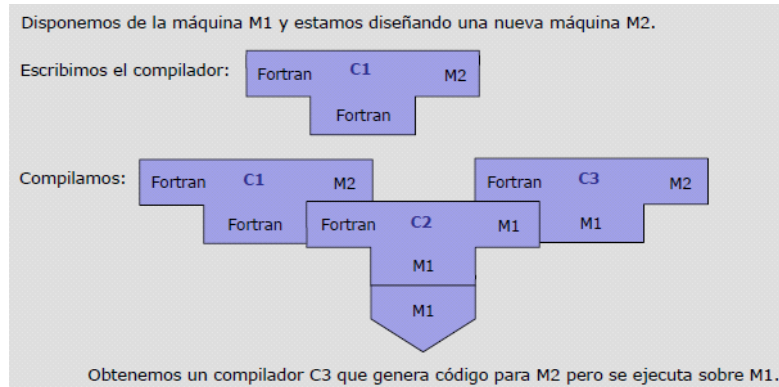 Disponemos de la máquina M1 y estamos diseñando una nueva máquina M2.
Escribimos el compilador:
Fortran C1 M2
Fortran
Compilamos:
Fortran C1 M2
Fortran
Fortran C2 M1
M1
M1
Fortran C3 M2
M1
Obtenemos un compilador C3 que genera código para M2 pero se ejecuta sobre M1.